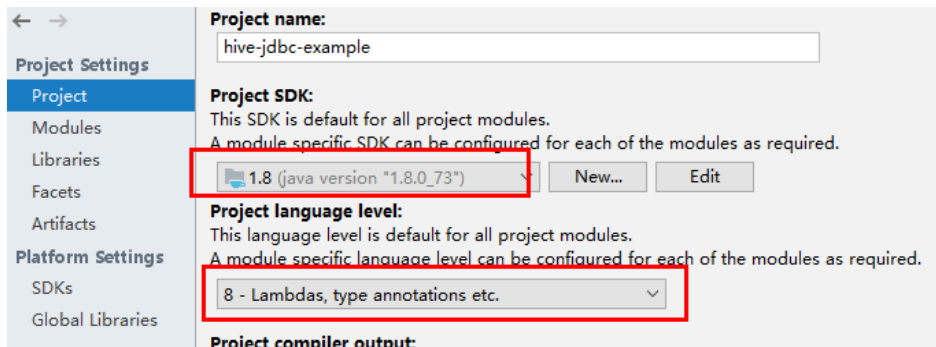 Project Settings
Project
Modules
Libraries
Facets
Artifacts
Platform Settings
SDKs
Global Libraries
Project name:
hive-jdbc-example
Project SDK:
This SDK is default for all project modules.
A module specific SDK can be configured for each of the modules as required.
1.8 (java version "1.8.0_73")
New...
Edit
Project language level:
This language level is default for all project modules.
A module specific language level can be configured for each of the modules as required.
8 - Lambdas, type annotations etc.
Project compiler output: